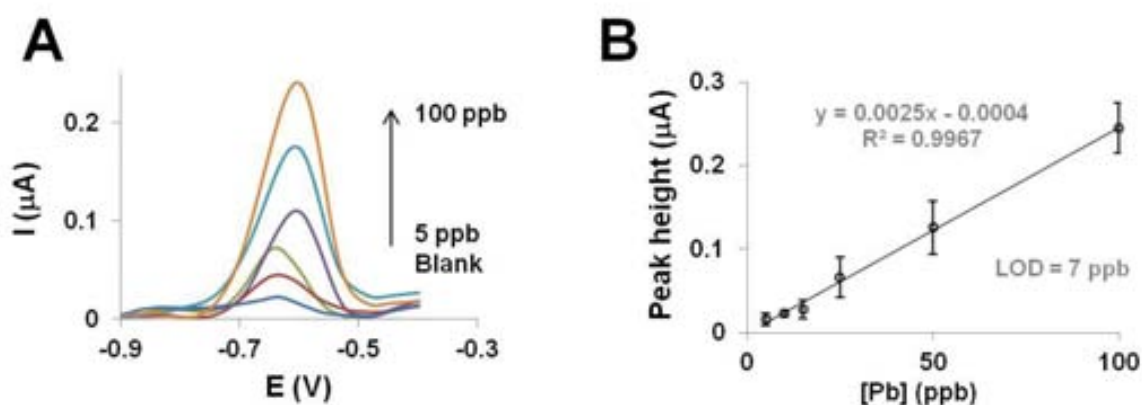 A
I (μA)
0.2
0.1
0
100 ppb
5 ppb
Blank
-0.9
-0.7
-0.5
-0.3
E (V)
B
Peak height (μA)
0.3
0.2
0.1
0
y = 0.0025x - 0.0004
R² = 0.9967
LOD = 7 ppb
0
50
100
[Pb] (ppb)